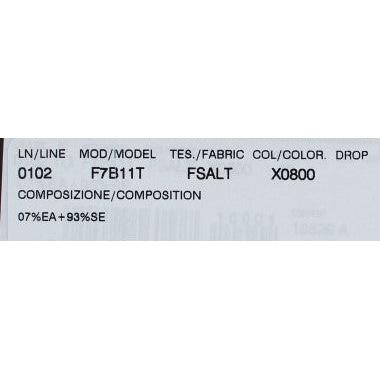 LN/LINE MOD/MODEL TES./FABRIC COL/COLOR. DROP
0102 F7B11T FSALT X0800
COMPOSIZIONE/COMPOSITION
07%EA+93%SE